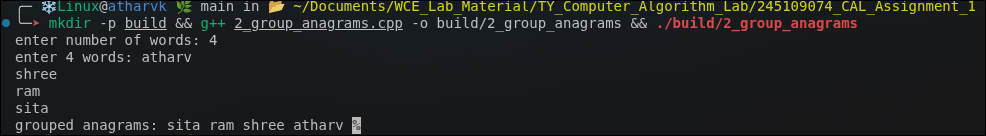 Linux@atharvk main in ~/Documents/WCE_Lab_Material/TY_Computer_Algorithm_Lab/245109074_CAL_Assignment_1
mkdir -p build && g++ 2_group_anagrams.cpp -o build/2_group_anagrams && ./build/2_group_anagrams
enter number of words: 4
enter 4 words: atharv
shree
ram
sita
grouped anagrams: sita ram shree atharv %